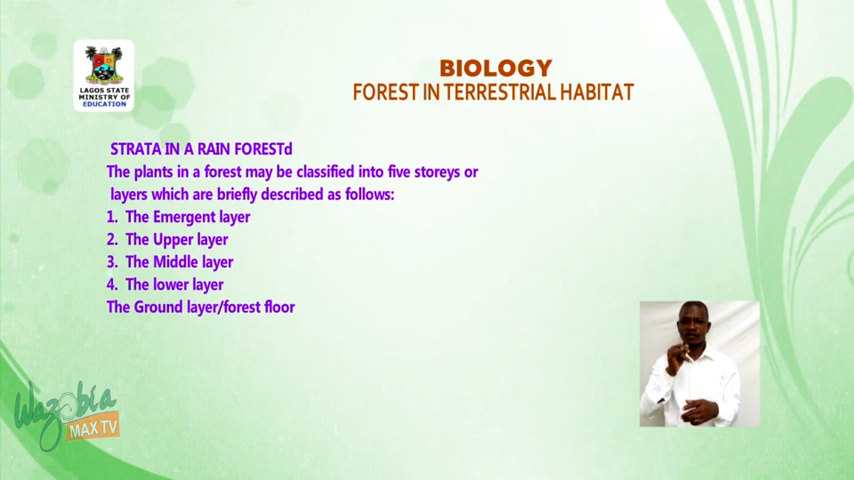 LAGOS STATE
MINISTRY OF
EDUCATION
BIOLOGY
FOREST IN TERRESTRIAL HABITAT
STRATA IN A RAIN FORESTd
The plants in a forest may be classified into five storeys or
layers which are briefly described as follows:
1. The Emergent layer
2. The Upper layer
3. The Middle layer
4. The lower layer
The Ground layer/forest floor
Wazobia
MAX TV